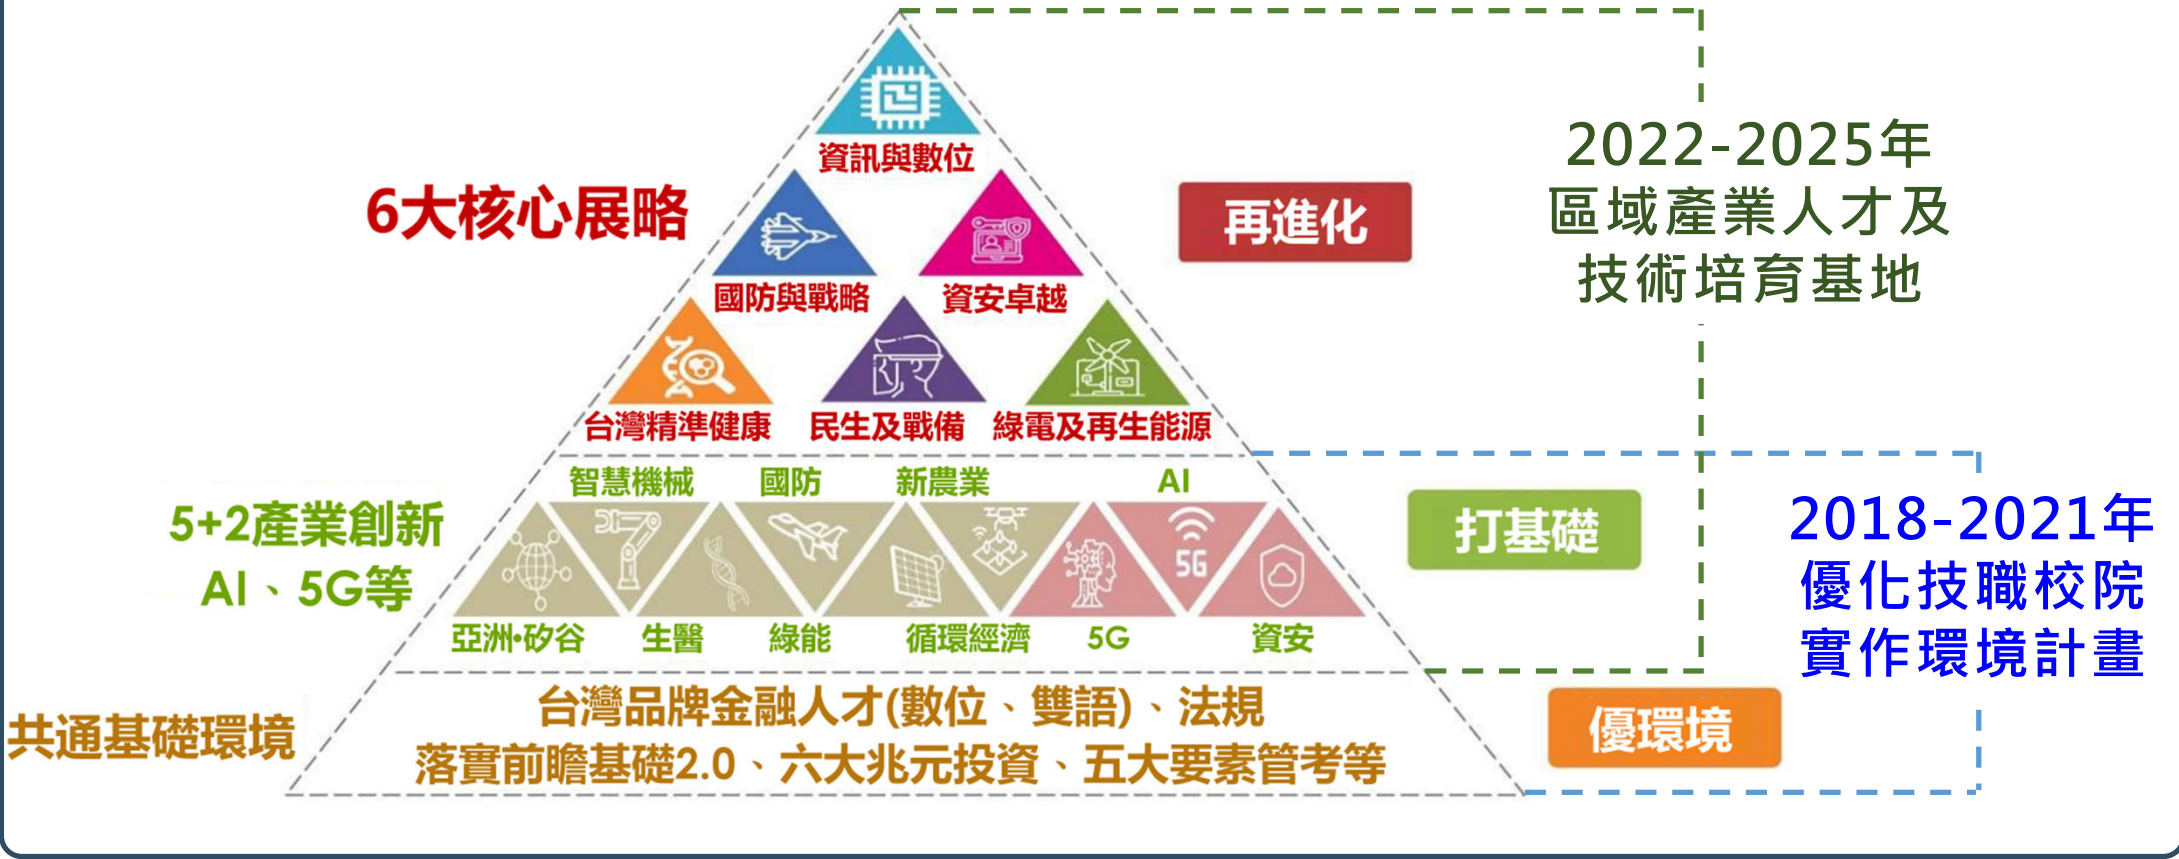 資訊與數位
6大核心展略
再進化
國防與戰略
資安卓越
台灣精準健康
民生及戰備
綠電及再生能源
2022-2025年
區域產業人才及
技術培育基地
5+2產業創新
AI、5G等
智慧機械
國防
新農業
AI
5G
亞洲•矽谷
生醫
綠能
循環經濟
5G
資安
打基礎
2018-2021年
優化技職校院
實作環境計畫
共通基礎環境
台灣品牌金融人才(數位、雙語)、法規
落實前瞻基礎2.0、六大兆元投資、五大要素管考等
優環境